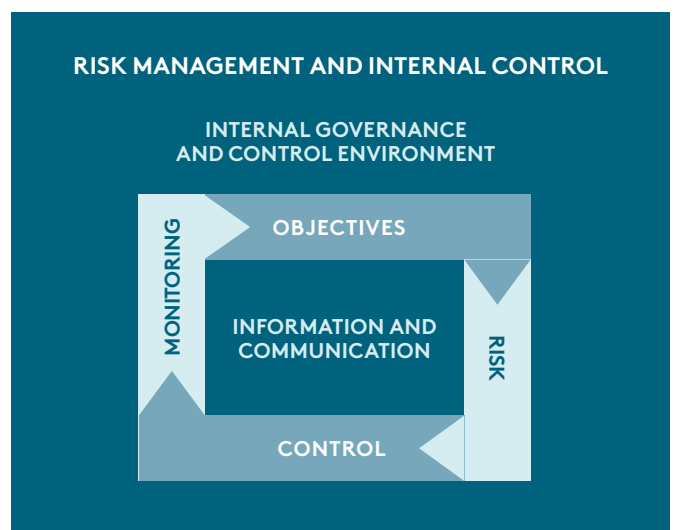 RISK MANAGEMENT AND INTERNAL CONTROL
INTERNAL GOVERNANCE
AND CONTROL ENVIRONMENT
OBJECTIVES
MONITORING
INFORMATION AND
COMMUNICATION
RISK
CONTROL